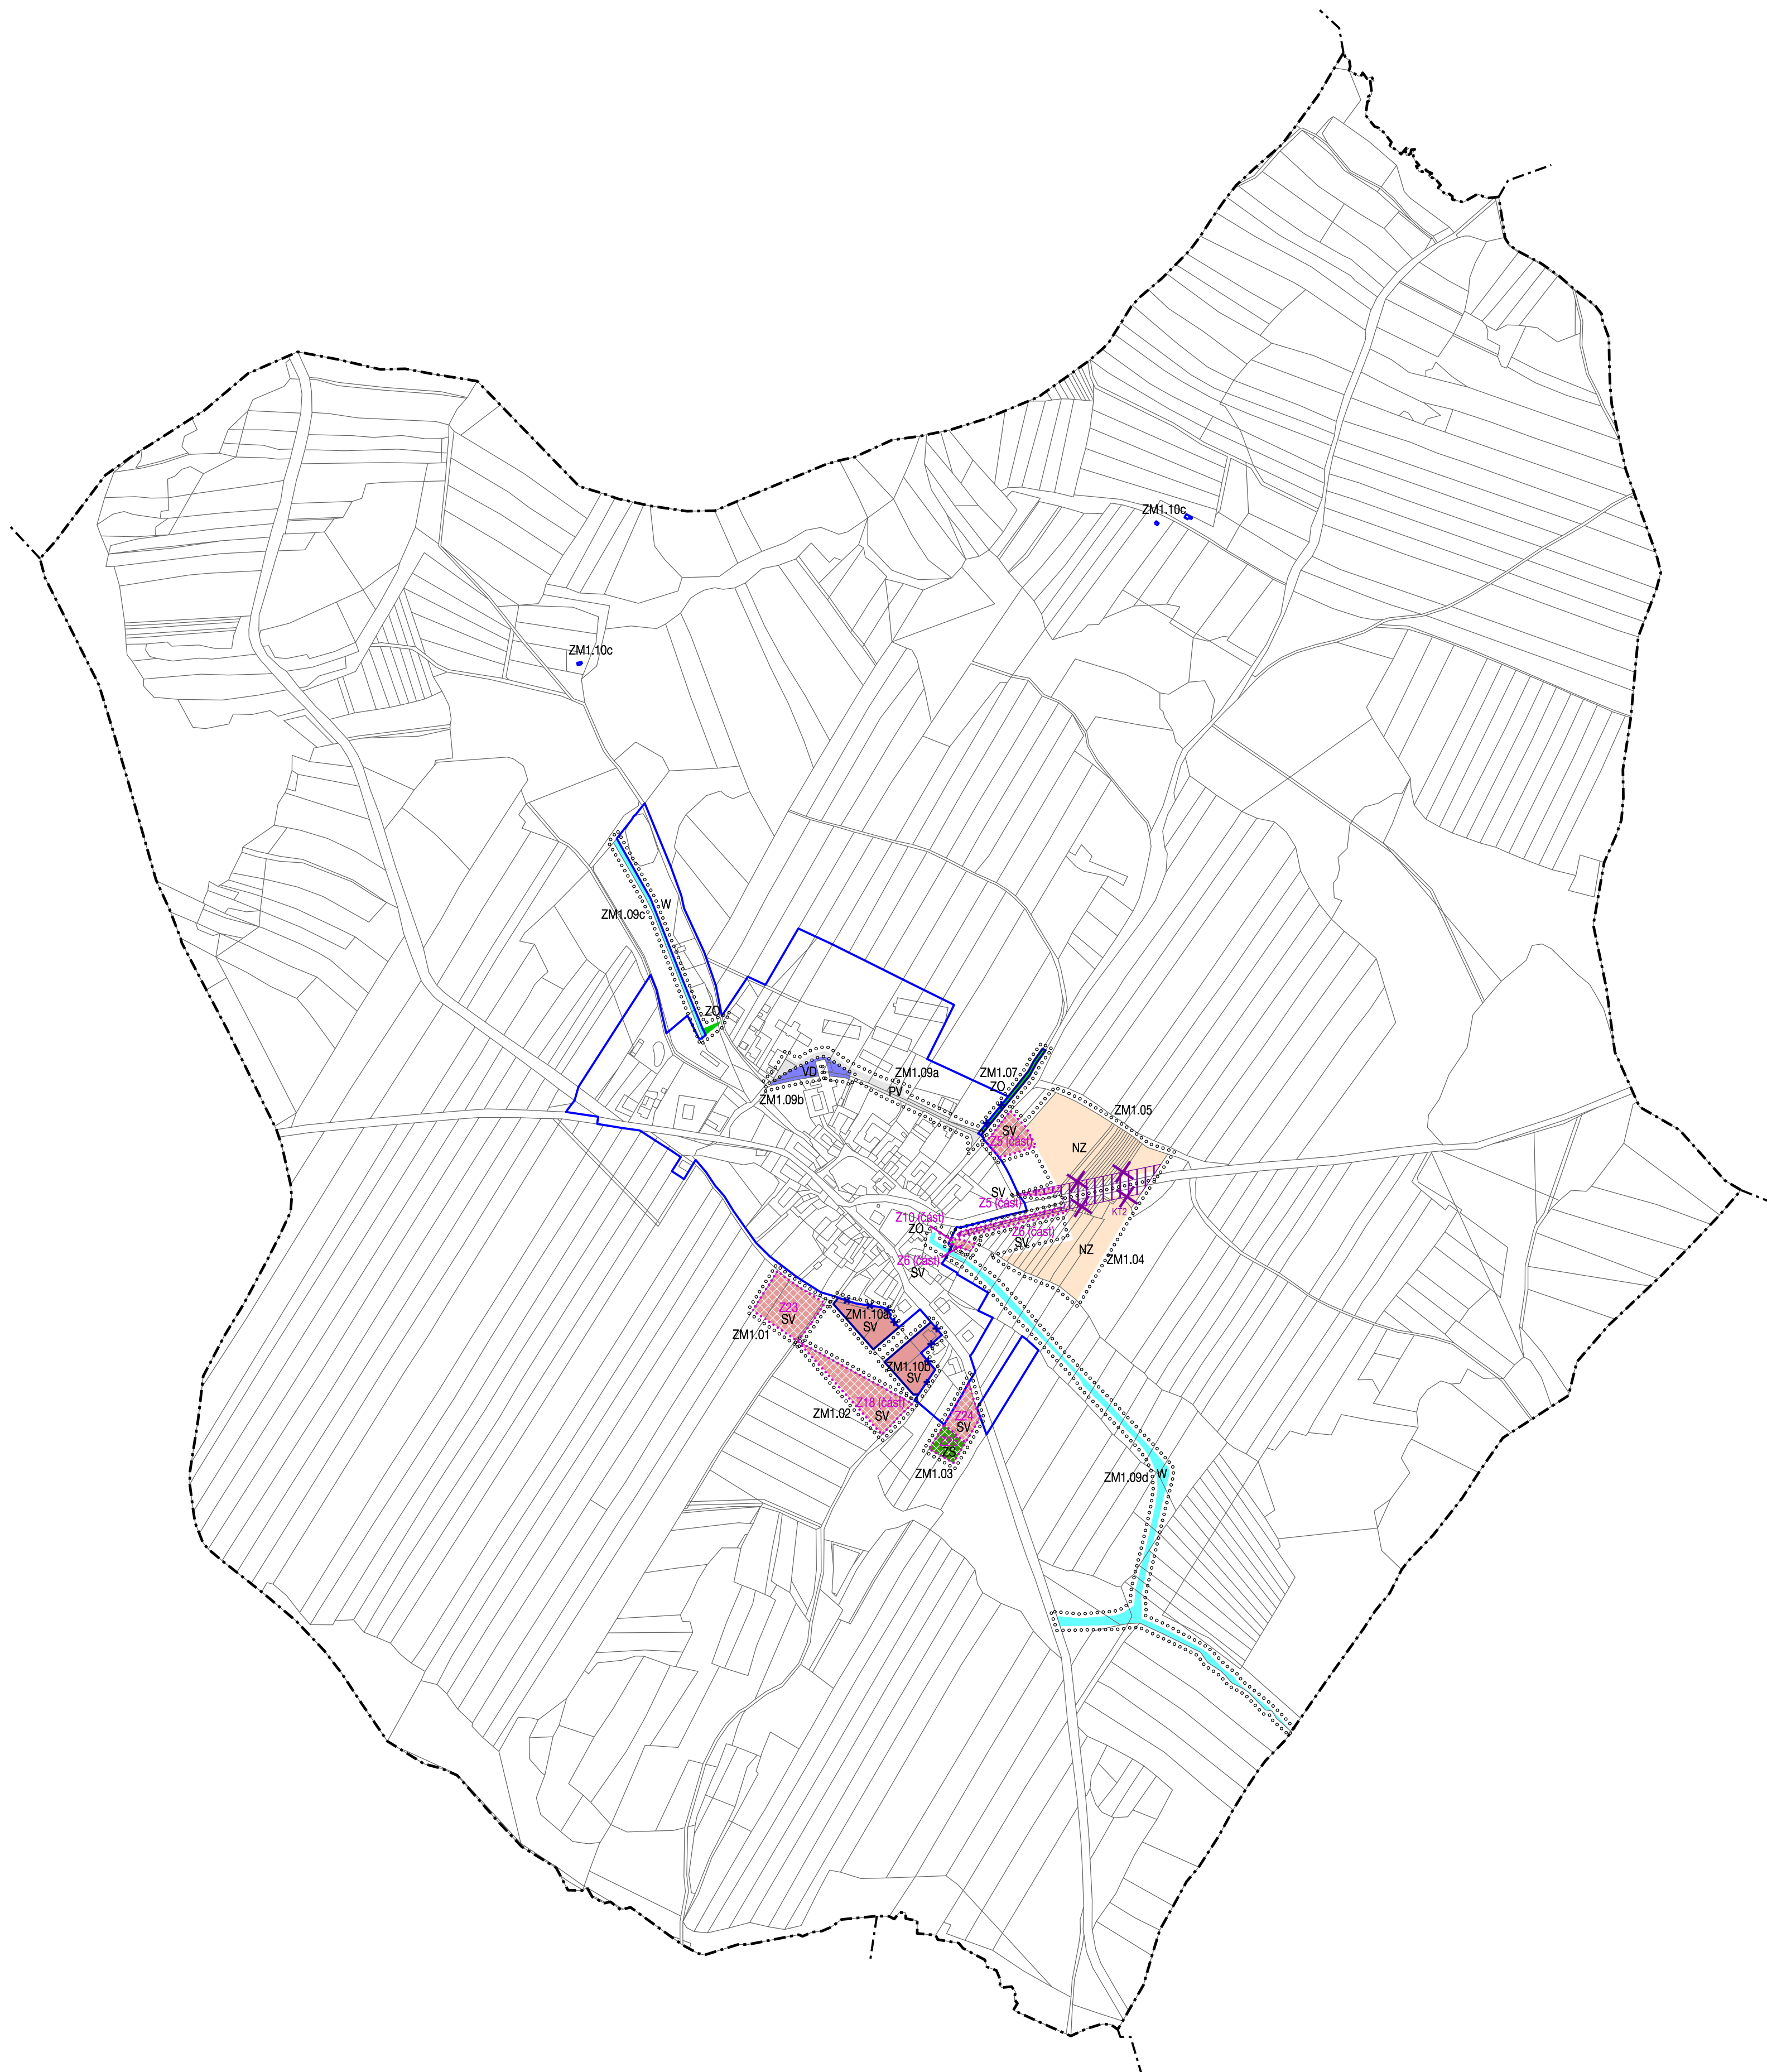 ZM1.10c
ZM1.10c
ZM1.09c
W
ZO
ZM1.07
ZO
ZM1.09a
VD
PV
ZM1.09b
ZM1.05
SV
Z5 (část)
NZ
SV
Z5 (část)
KT2
Z10 (část)
ZO
Z6 (část)
SV
NZ
ZM1.04
Z6 (část)
SV
Z23
SV
ZM1.10a
SV
ZM1.01
ZM1.10b
SV
Z18 (část)
SV
ZM1.02
Z24
SV
ZS
ZM1.03
ZM1.09d
W